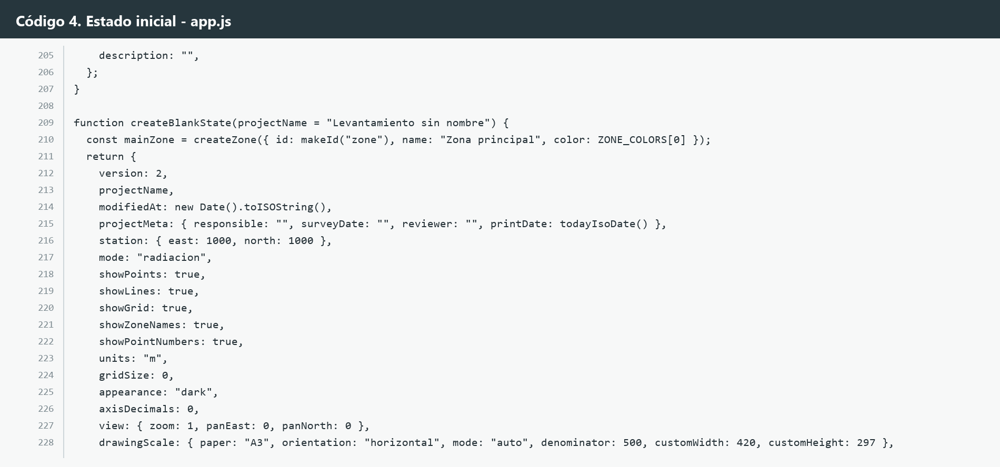 Código 4. Estado inicial - app.js
205     description: "",
206   };
207 }
208
209 function createBlankState(projectName = "Levantamiento sin nombre") {
210   const mainZone = createZone({ id: makeId("zone"), name: "Zona principal", color: ZONE_COLORS[0] });
211   return {
212     version: 2,
213     projectName,
214     modifiedAt: new Date().toISOString(),
215     projectMeta: { responsible: "", surveyDate: "", reviewer: "", printDate: todayIsoDate() },
216     station: { east: 1000, north: 1000 },
217     mode: "radiacion",
218     showPoints: true,
219     showLines: true,
220     showGrid: true,
221     showZoneNames: true,
222     showPointNumbers: true,
223     units: "m",
224     gridSize: 0,
225     appearance: "dark",
226     axisDecimals: 0,
227     view: { zoom: 1, panEast: 0, panNorth: 0 },
228     drawingScale: { paper: "A3", orientation: "horizontal", mode: "auto", denominator: 500, customWidth: 420, customHeight: 297 },